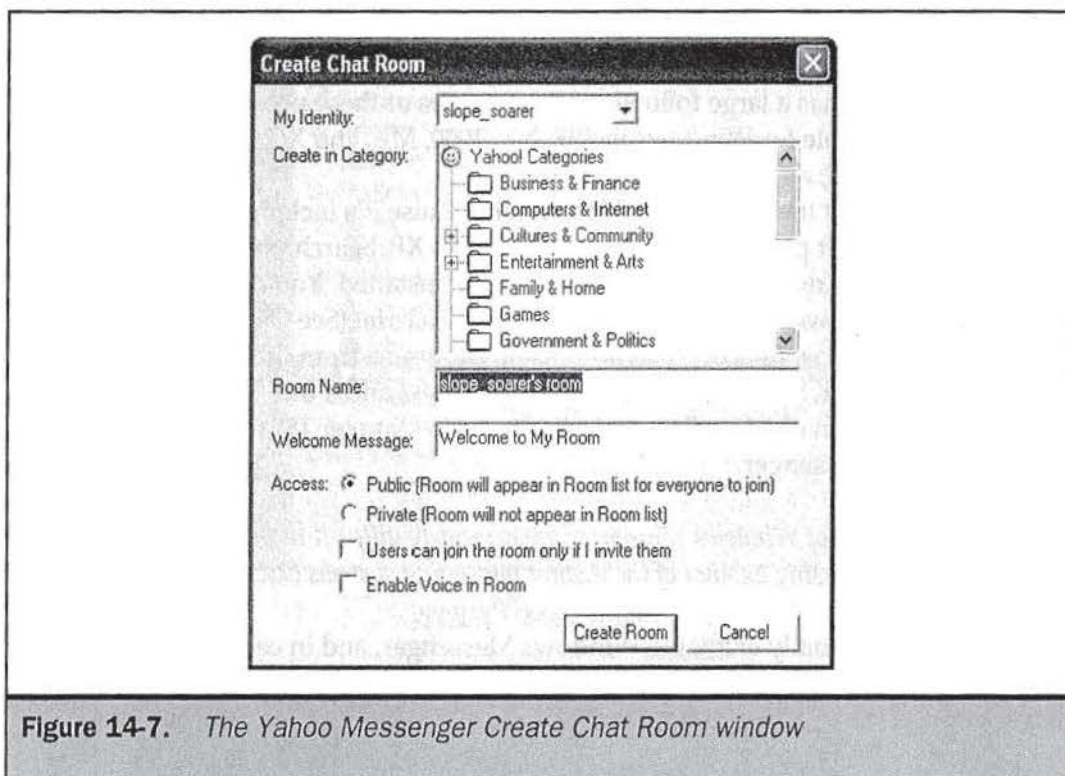 Create Chat Room
My Identity: slope_soarer
Create in Category: Yahoo! Categories
Business & Finance
Computers & Internet
Cultures & Community
Entertainment & Arts
Family & Home
Games
Government & Politics
Room Name: slope_soarer's room
Welcome Message: Welcome to My Room
Access: Public (Room will appear in Room list for everyone to join)
Private (Room will not appear in Room list)
Users can join the room only if I invite them
Enable Voice in Room
Create Room Cancel
Figure 14-7. The Yahoo Messenger Create Chat Room window